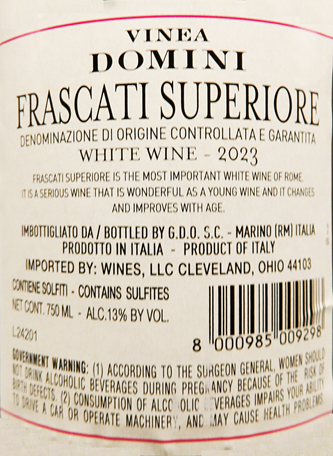 VINEA
DOMINI
FRASCATI SUPERIORE
DENOMINAZIONE DI ORIGINE CONTROLLATA E GARANTITA
WHITE WINE - 2023
FRASCATI SUPERIORE IS THE MOST IMPORTANT WHITE WINE OF ROME.
IT IS A SERIOUS WINE THAT IS WONDERFUL AS A YOUNG WINE AND IT CHANGES
AND IMPROVES WITH AGE.
IMBOTTIGLIATO DA / BOTTLED BY G.D.O. S.C. - MARINO (RM) ITALIA
PRODOTTO IN ITALIA - PRODUCT OF ITALY
IMPORTED BY: WINES, LLC CLEVELAND, OHIO 44103
CONTIENE SOLFITI - CONTAINS SULFITES
NET CONT. 750 ML - ALC.13% BY VOL.
L24201
8 000985 009298
GOVERNMENT WARNING: (1) ACCORDING TO THE SURGEON GENERAL, WOMEN SHOULD
NOT DRINK ALCOHOLIC BEVERAGES DURING PREGNANCY BECAUSE OF THE RISK OF
BIRTH DEFECTS. (2) CONSUMPTION OF ALCOHOLIC BEVERAGES IMPAIRS YOUR ABILITY
TO DRIVE A CAR OR OPERATE MACHINERY, AND MAY CAUSE HEALTH PROBLEMS